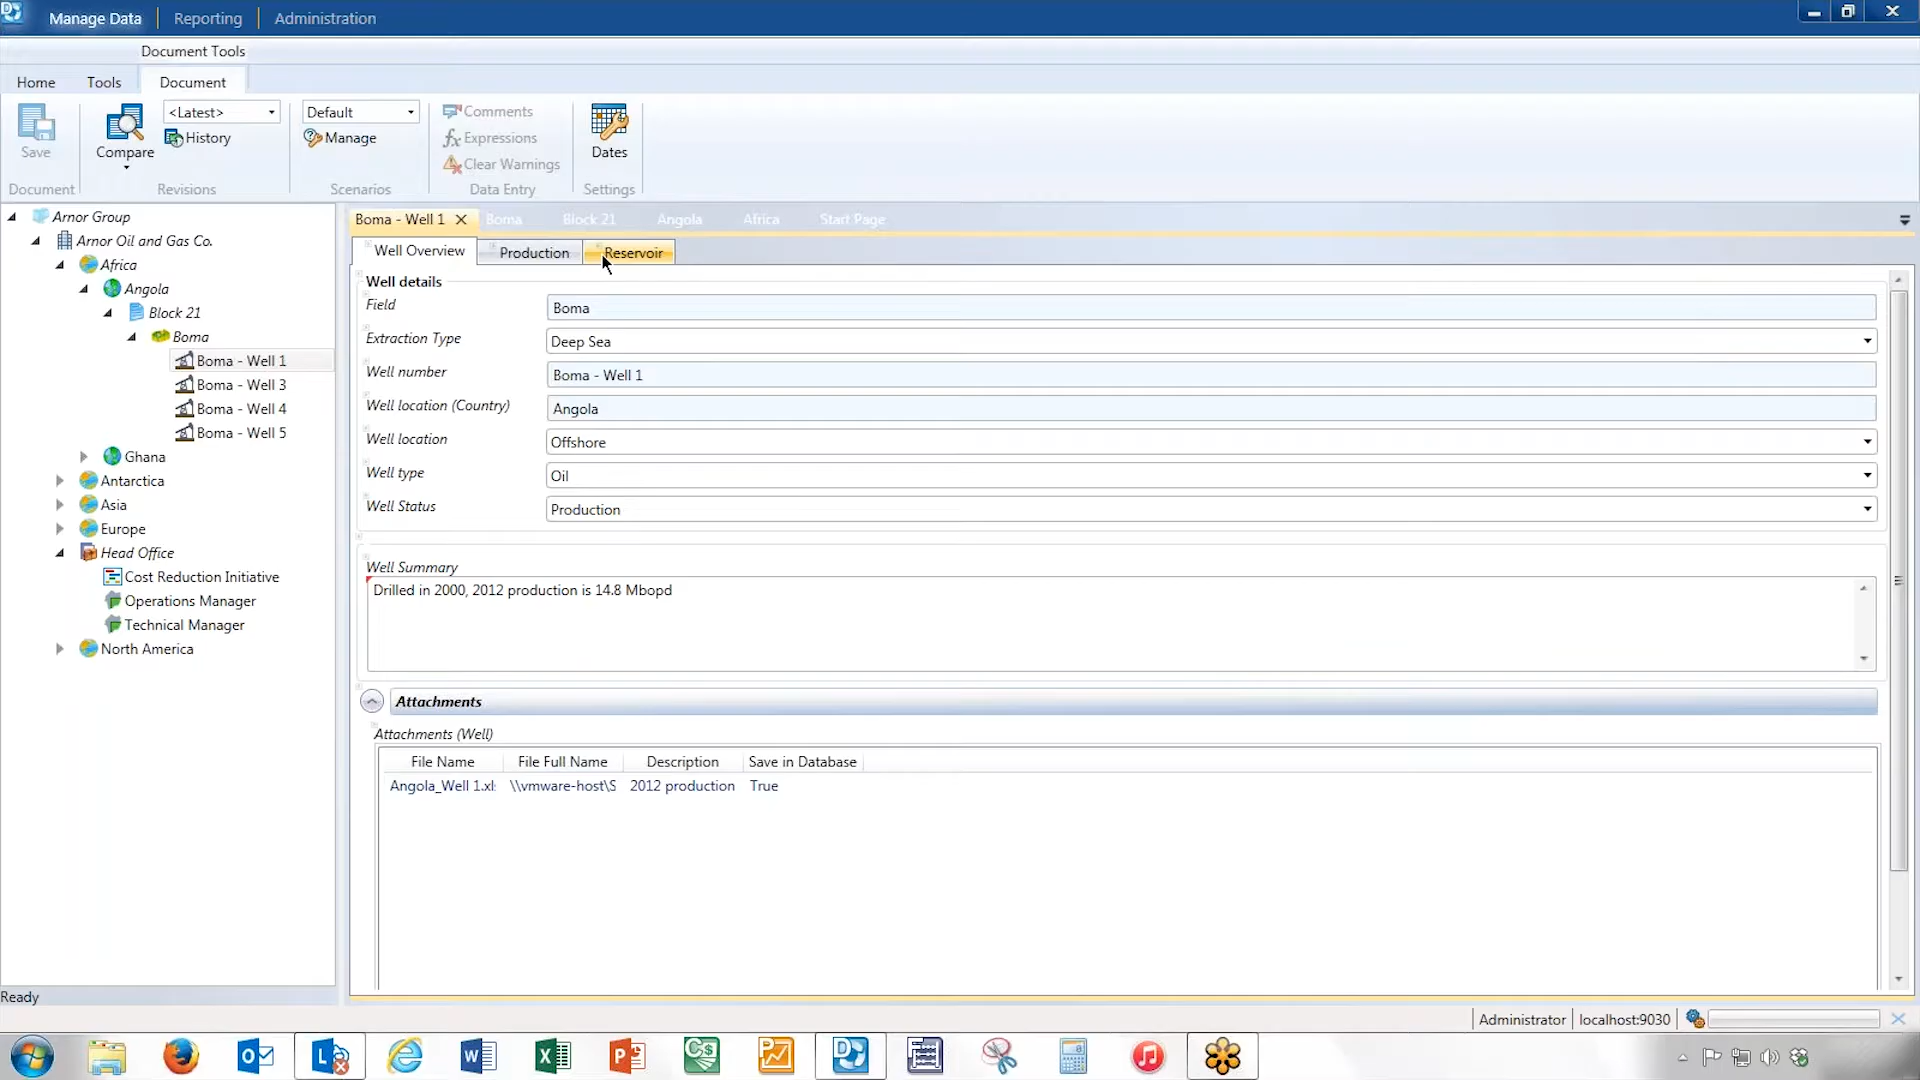 Manage Data
Reporting
Administration
Document Tools
Home
Tools
Document
Save
Compare
<Latest>
History
Default
Manage
Comments
Expressions
Clear Warnings
Dates
Document
Revisions
Scenarios
Data Entry
Settings
Arnor Group
Arnor Oil and Gas Co.
Africa
Angola
Block 21
Boma
Boma - Well 1
Boma - Well 3
Boma - Well 4
Boma - Well 5
Ghana
Antarctica
Asia
Europe
Head Office
Cost Reduction Initiative
Operations Manager
Technical Manager
North America
Boma - Well 1
Boma
Block 21
Angola
Africa
Start Page
Well Overview
Production
Reservoir
Well details
Field
Boma
Extraction Type
Deep Sea
Well number
Boma - Well 1
Well location (Country)
Angola
Well location
Offshore
Well type
Oil
Well Status
Production
Well Summary
Drilled in 2000, 2012 production is 14.8 Mbopd
Attachments
Attachments (Well)
File Name
File Full Name
Description
Save in Database
Angola_Well 1.xl
\\vmware-host\S
2012 production
True
Ready
Administrator
localhost:9030